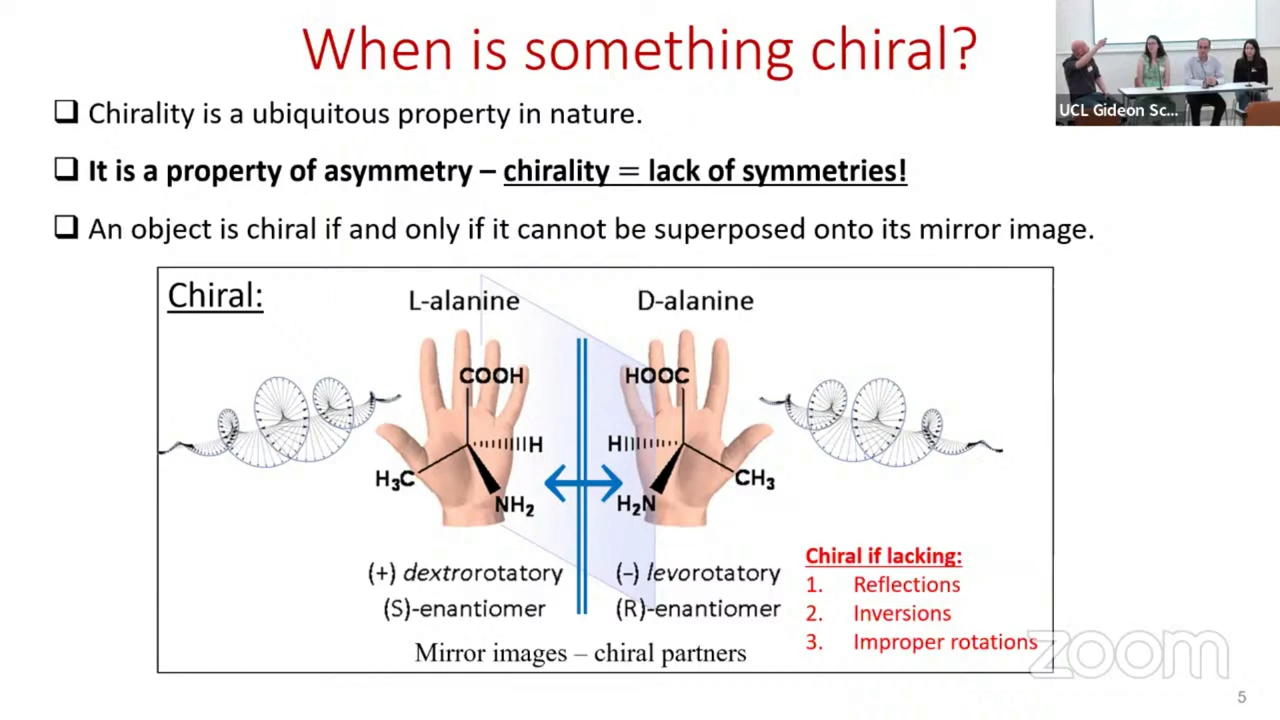 When is something chiral?
UCL Gideon Sc...
❑ Chirality is a ubiquitous property in nature.
❑ It is a property of asymmetry – chirality = lack of symmetries!
❑ An object is chiral if and only if it cannot be superposed onto its mirror image.
Chiral:
L-alanine
D-alanine
COOH
HOOC
H
H
H₃C
CH₃
NH₂
H₂N
(+) dextrorotatory
(–) levorotatory
(S)-enantiomer
(R)-enantiomer
Mirror images – chiral partners
Chiral if lacking:
1. Reflections
2. Inversions
3. Improper rotations
zoom
5